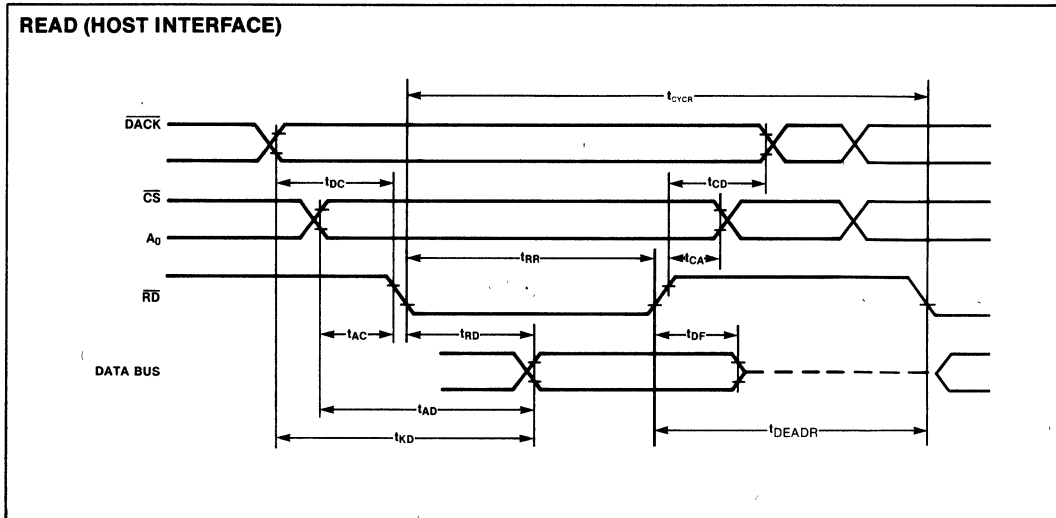 READ (HOST INTERFACE)
tCYCR
DACK
tDC
tCD
CS
A0
tRR
tCA
RD
tAC
tRD
tDF
DATA BUS
tAD
tKD
tDEADR